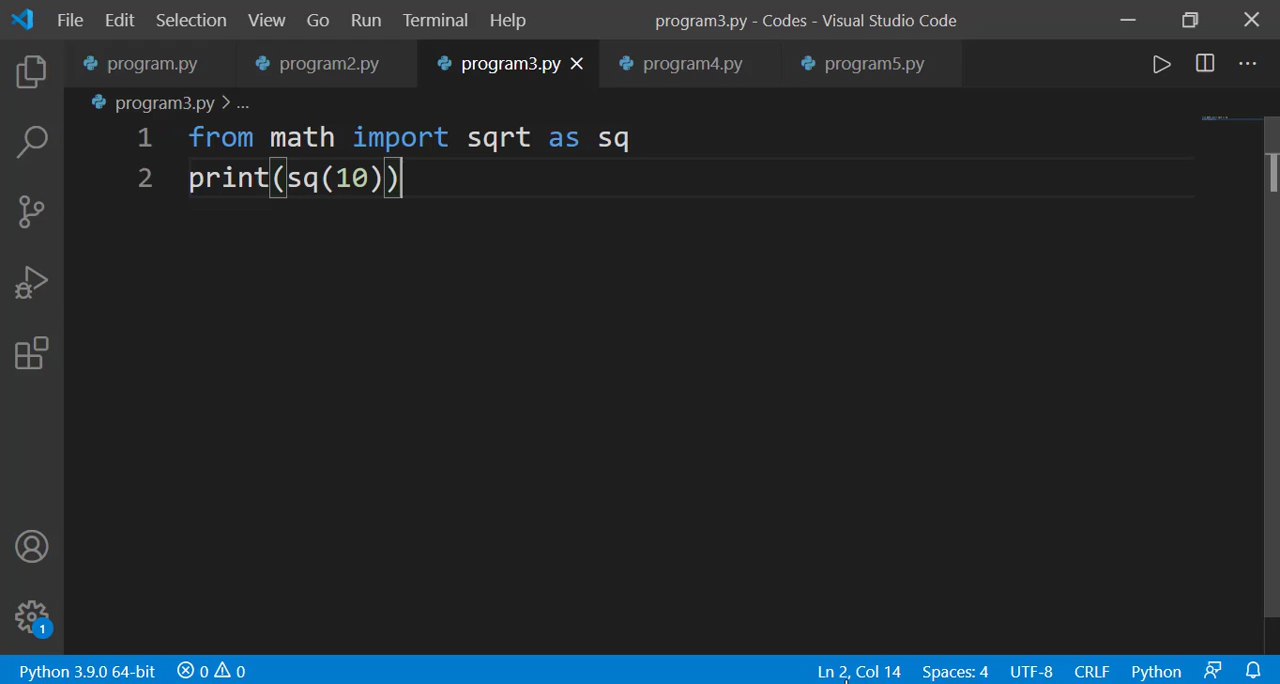 File Edit Selection View Go Run Terminal Help program3.py - Codes - Visual Studio Code
program.py program2.py program3.py program4.py program5.py
program3.py > ...
1 from math import sqrt as sq
2 print(sq(10))
1
Python 3.9.0 64-bit 0 0 Ln 2, Col 14 Spaces: 4 UTF-8 CRLF Python